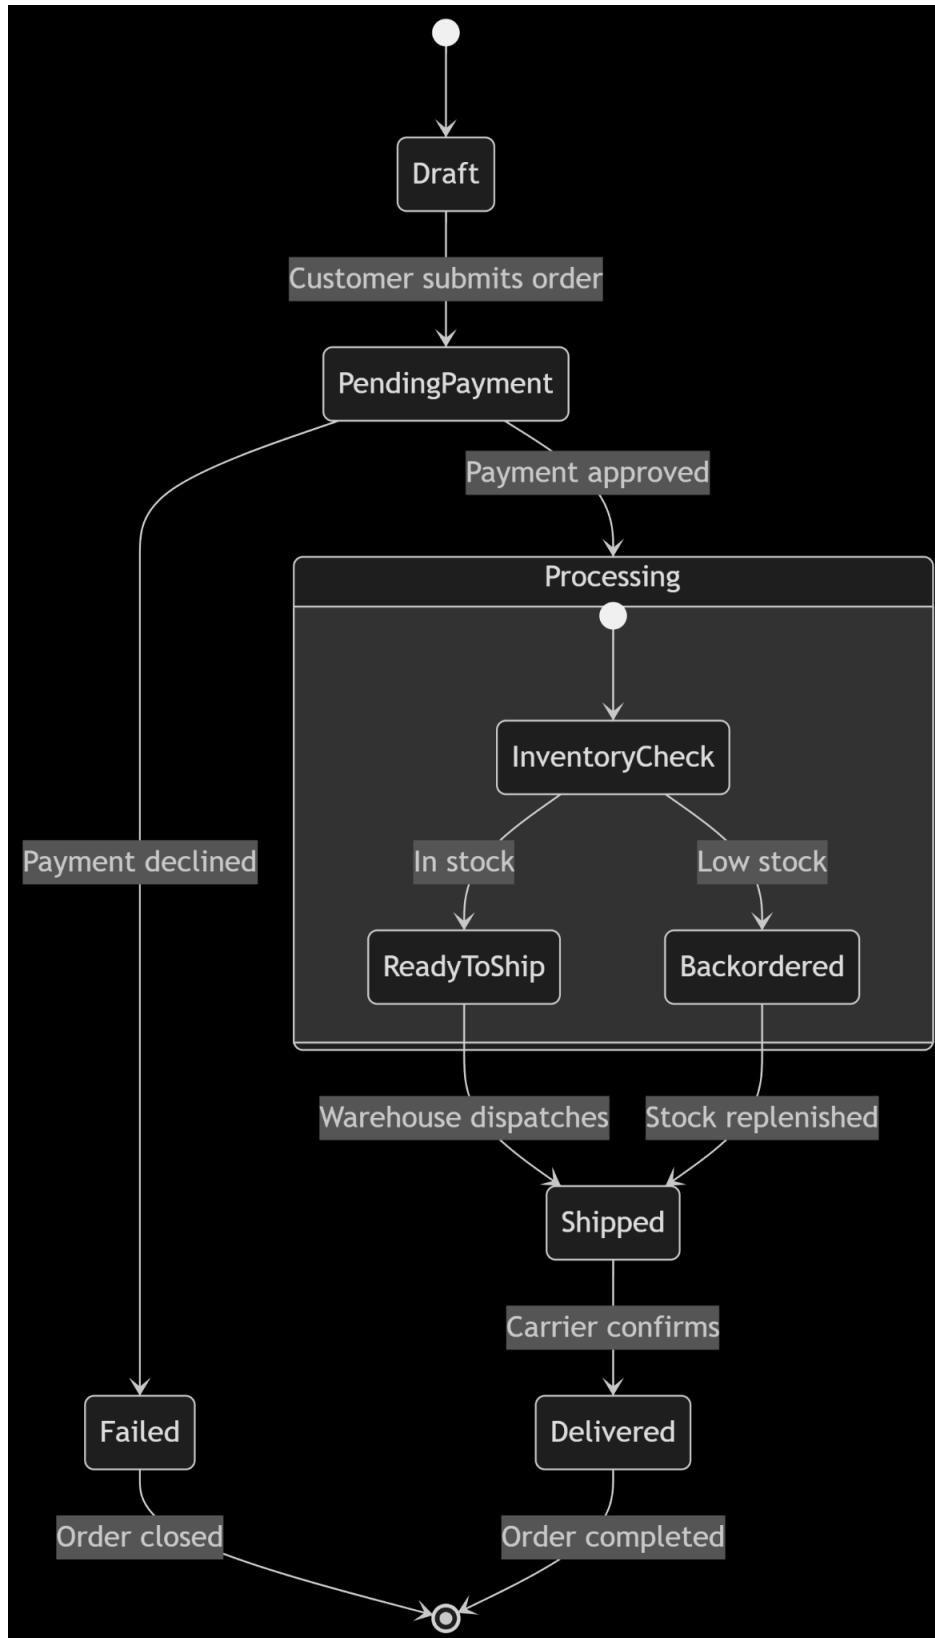 Draft
Customer submits order
PendingPayment
Payment approved
Processing
InventoryCheck
Payment declined
In stock
Low stock
ReadyToShip
Backordered
Warehouse dispatches
Stock replenished
Shipped
Carrier confirms
Failed
Delivered
Order closed
Order completed